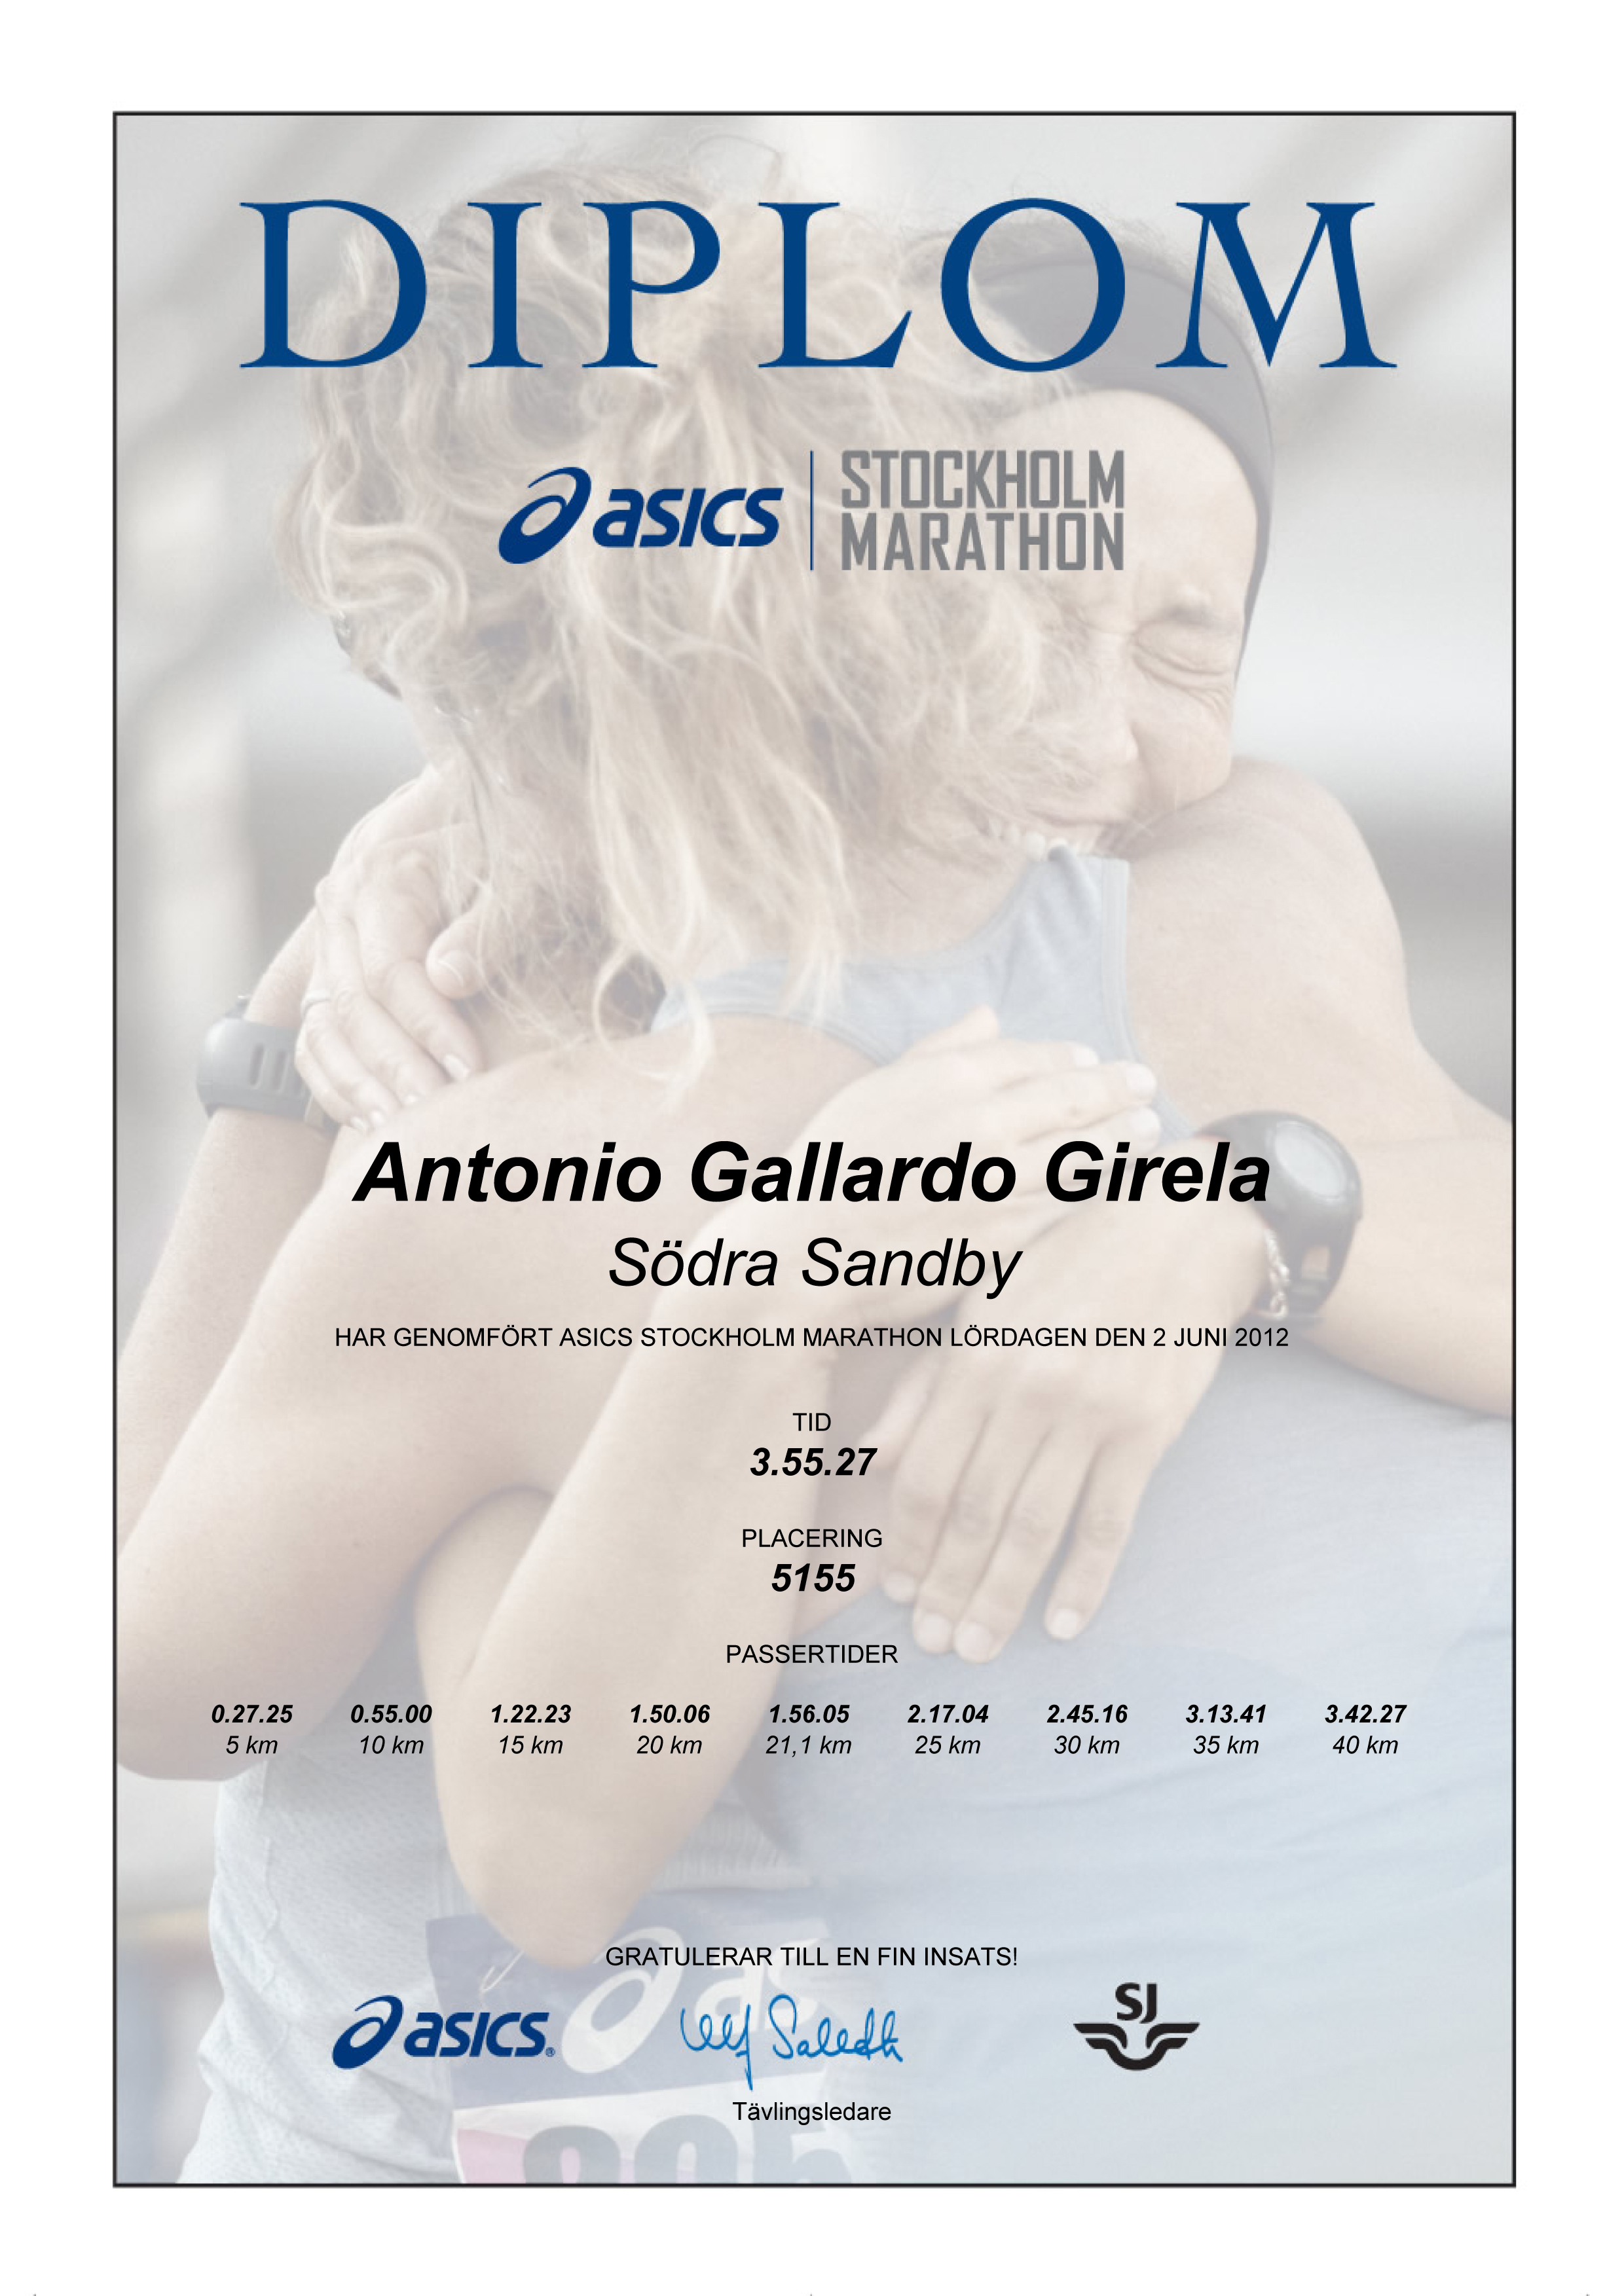 DIPLOM
asics STOCKHOLM MARATHON
Antonio Gallardo Girela
Södra Sandby
HAR GENOMFÖRT ASICS STOCKHOLM MARATHON LÖRDAGEN DEN 2 JUNI 2012
TID
3.55.27
PLACERING
5155
PASSERTIDER
0.27.25 0.55.00 1.22.23 1.50.06 1.56.05 2.17.04 2.45.16 3.13.41 3.42.27
5 km 10 km 15 km 20 km 21,1 km 25 km 30 km 35 km 40 km
GRATULERAR TILL EN FIN INSATS!
asics® SJ
Tävlingsledare